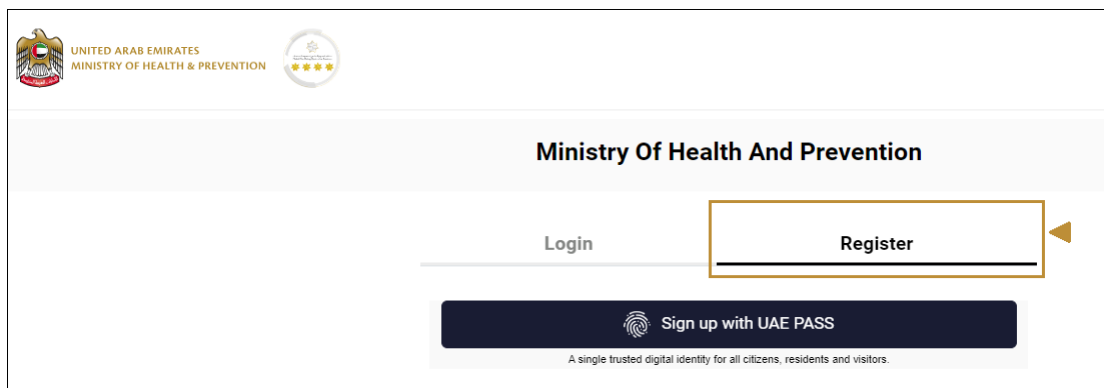 UNITED ARAB EMIRATES
MINISTRY OF HEALTH & PREVENTION
Ministry Of Health And Prevention
Login
Register
Sign up with UAE PASS
A single trusted digital identity for all citizens, residents and visitors.